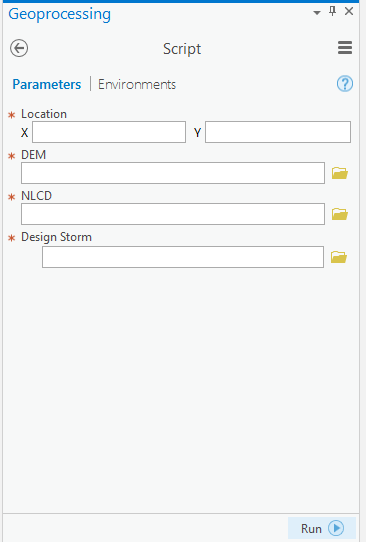 Geoprocessing
Script
Parameters | Environments
?
* Location
X Y
* DEM
* NLCD
* Design Storm
Run